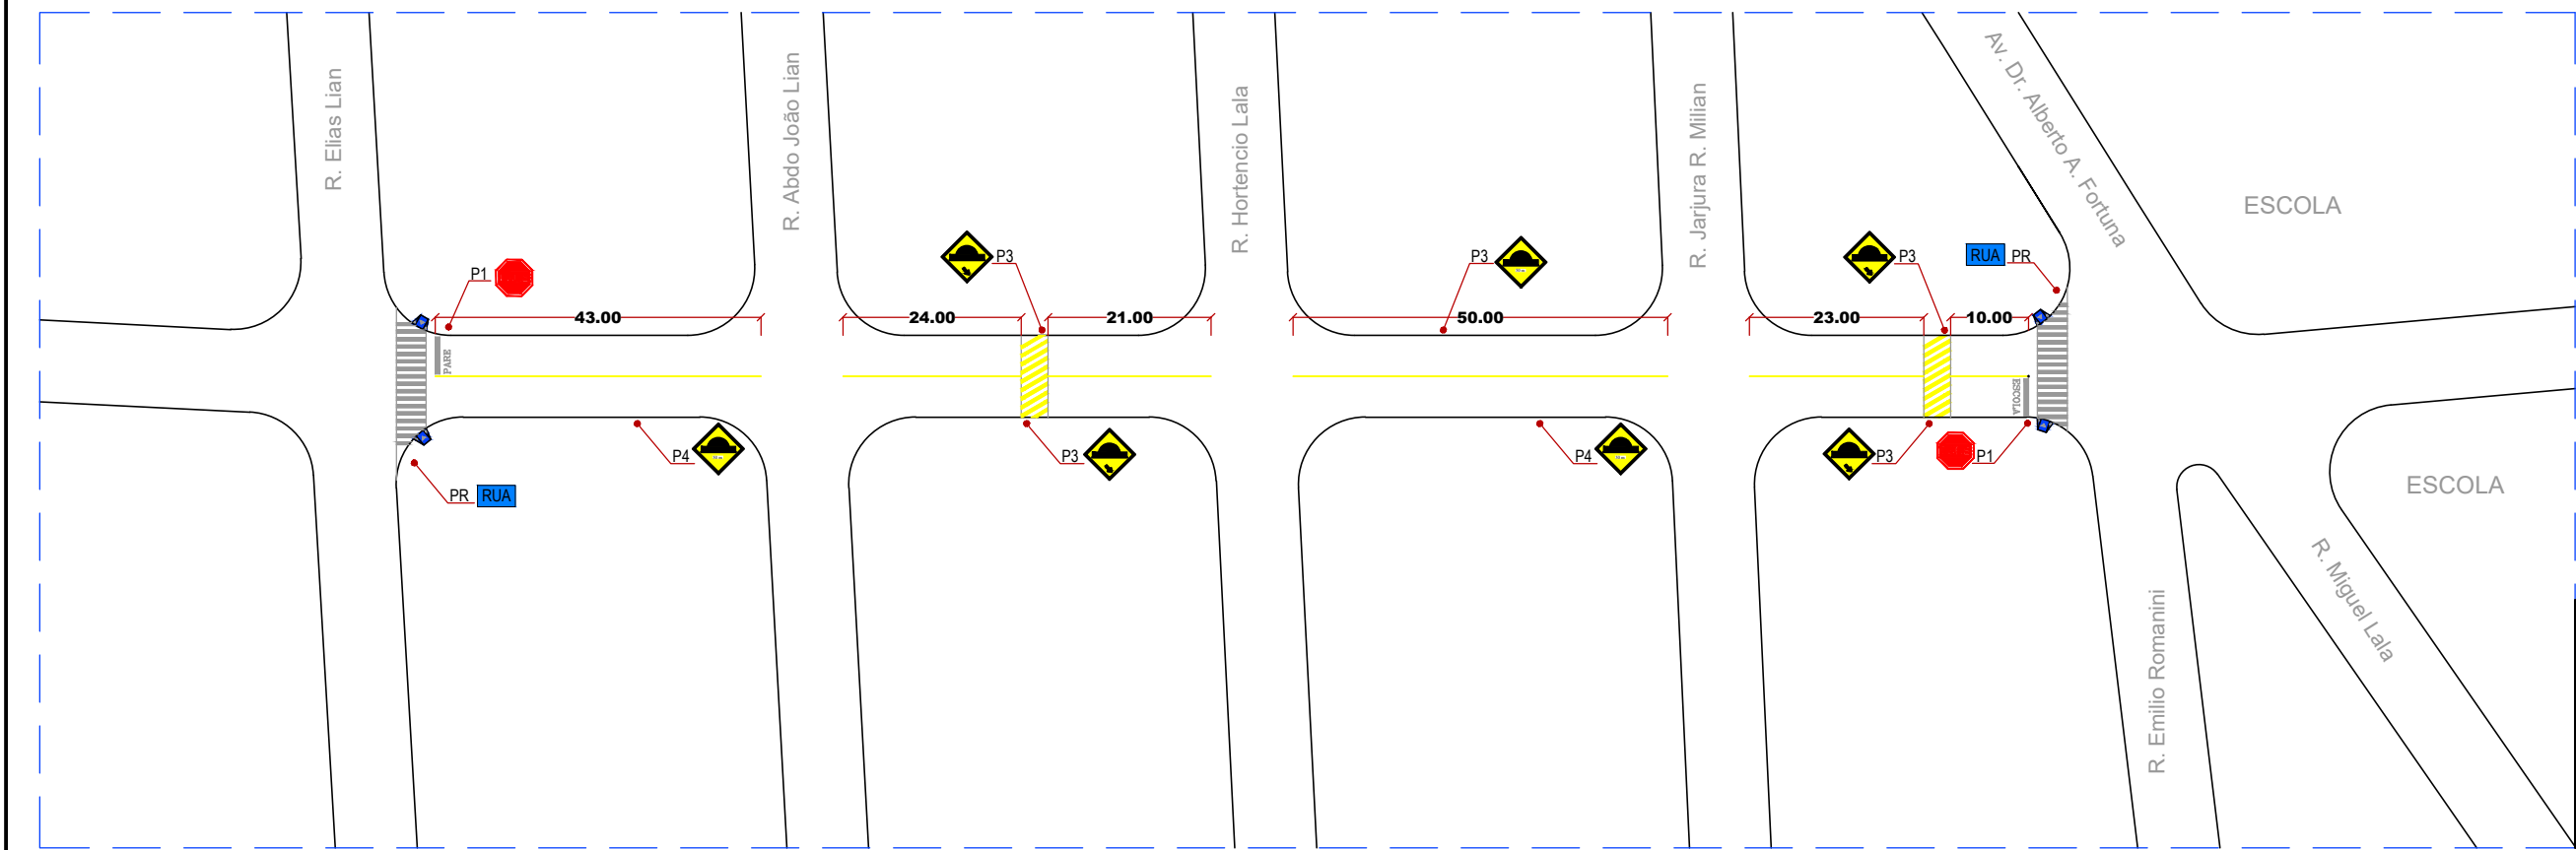 R. Elias Lian
R. Abdo João Lian
R. Hortencio Lala
R. Jarjura R. Milian
Av. Dr. Alberto A. Fortuna
ESCOLA
P1
P3
P3
P3
RUA PR
43.00
24.00
21.00
50.00
23.00
10.00
PARE
ESCOLA
P4
P3
P4
P3
P1
PR RUA
ESCOLA
R. Miguel Lala
R. Emilio Romanini